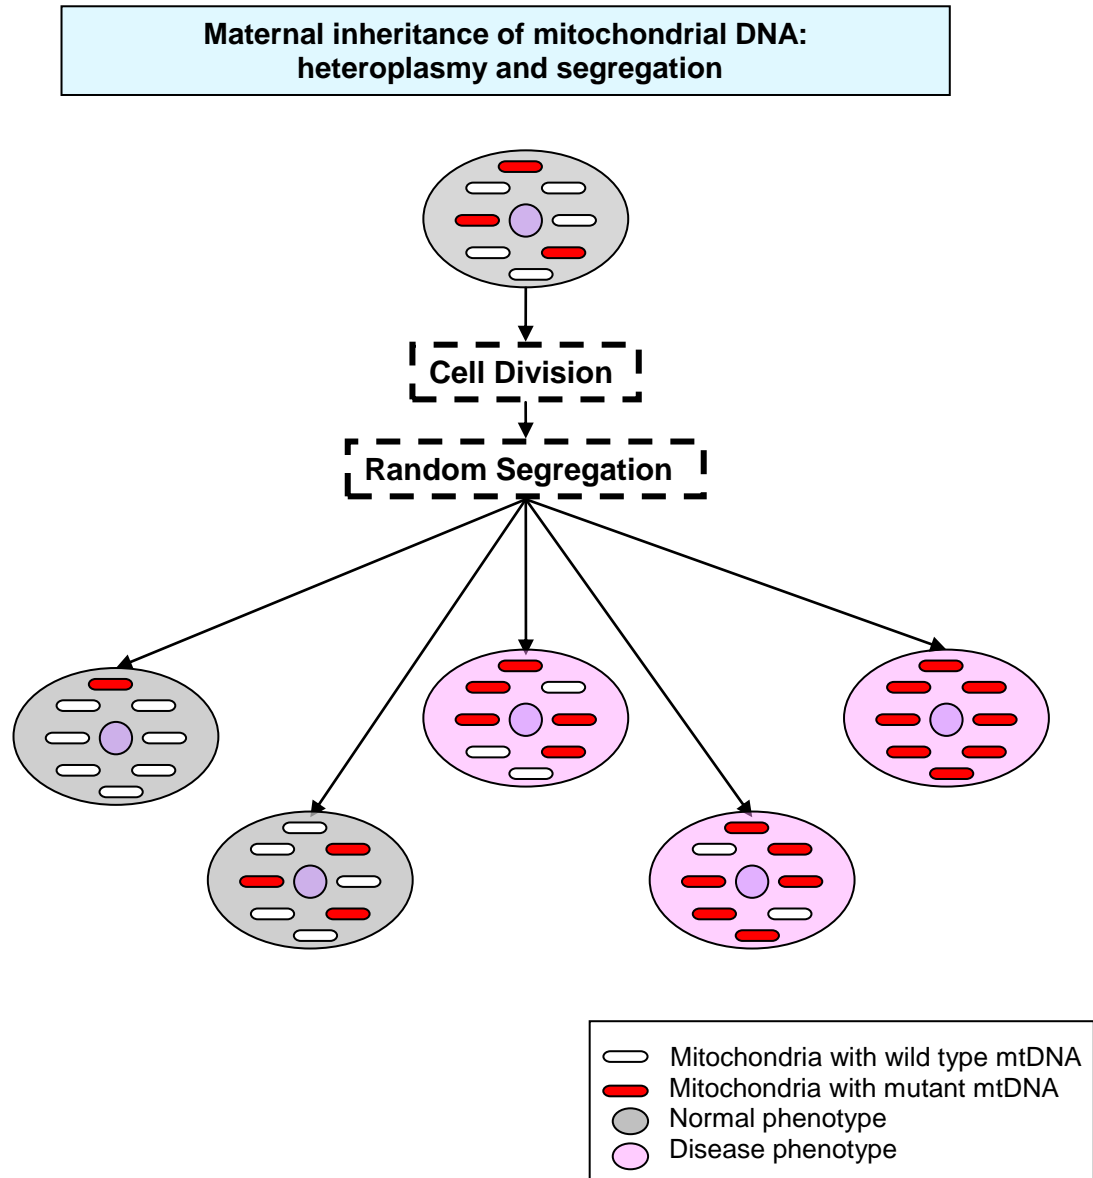 Maternal inheritance of mitochondrial DNA:
heteroplasmy and segregation
Cell Division
Random Segregation
Mitochondria with wild type mtDNA
Mitochondria with mutant mtDNA
Normal phenotype
Disease phenotype